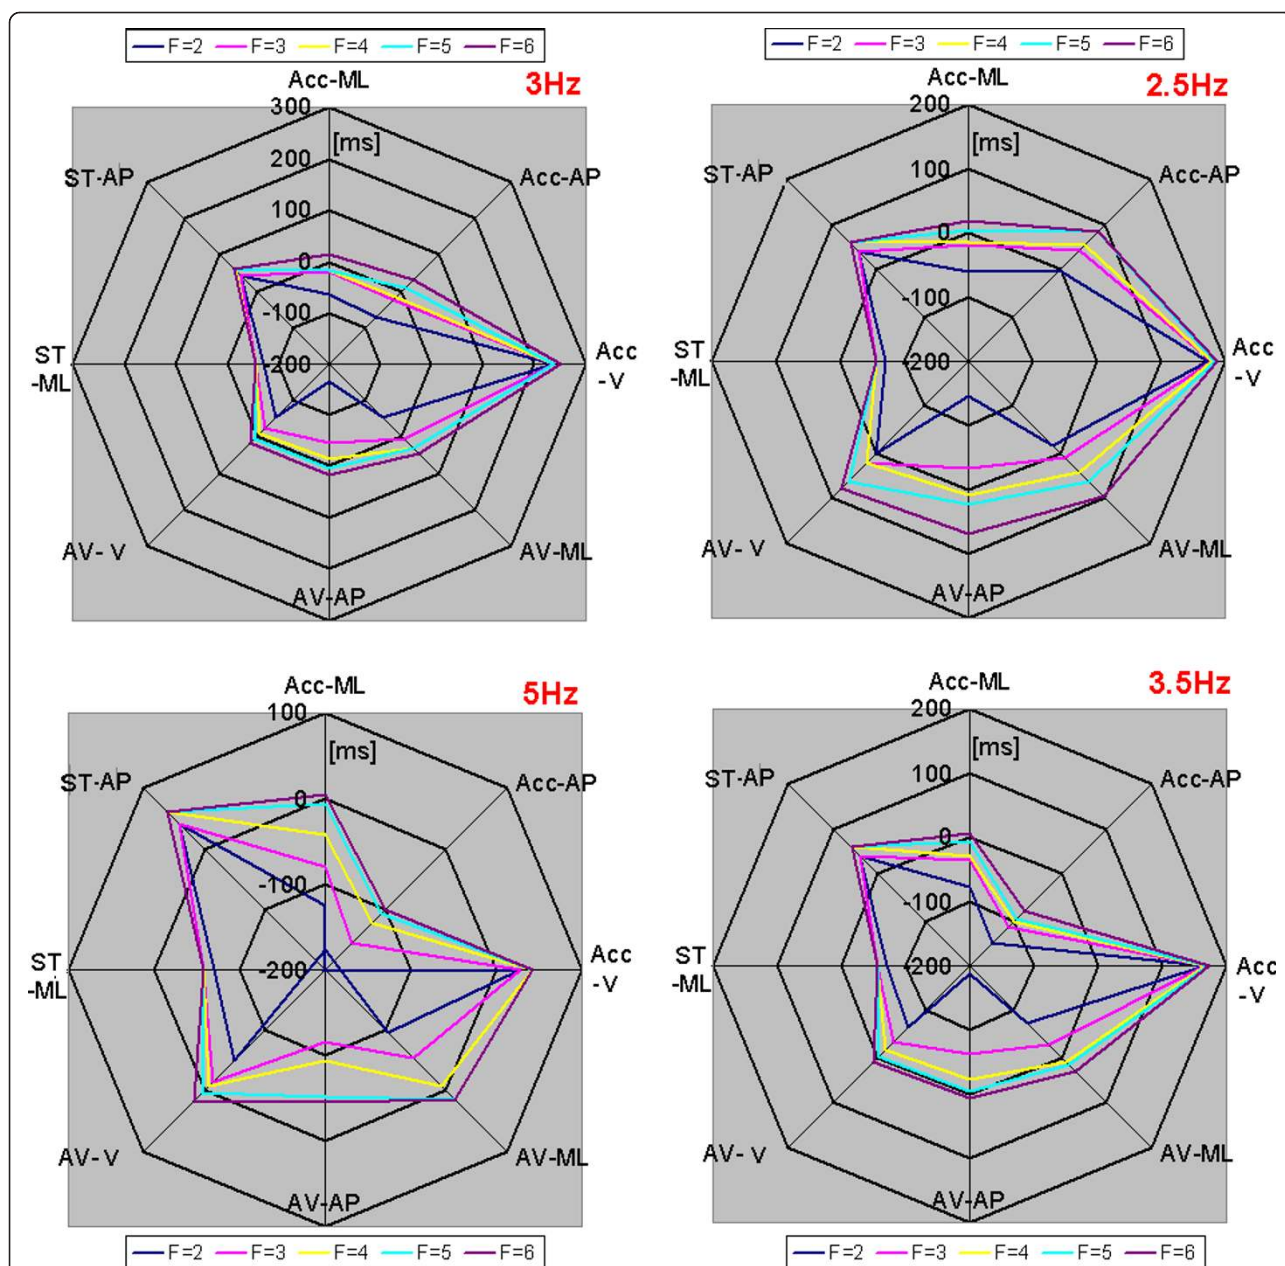 F=2 F=3 F=4 F=5 F=6
Acc-ML
3Hz
300
[ms]
200
100
0
-100
-200
ST-AP
Acc-AP
ST
-ML
Acc
-V
AV- V
AV-ML
AV-AP
F=2 F=3 F=4 F=5 F=6
Acc-ML
2.5Hz
200
[ms]
100
0
-100
-200
ST-AP
Acc-AP
ST
-ML
Acc
-V
AV- V
AV-ML
AV-AP
Acc-ML
5Hz
100
[ms]
0
-100
-200
ST-AP
Acc-AP
ST
-ML
Acc
-V
AV- V
AV-ML
AV-AP
F=2 F=3 F=4 F=5 F=6
Acc-ML
3.5Hz
200
[ms]
100
0
-100
-200
ST-AP
Acc-AP
ST
-ML
Acc
-V
AV- V
AV-ML
AV-AP
F=2 F=3 F=4 F=5 F=6